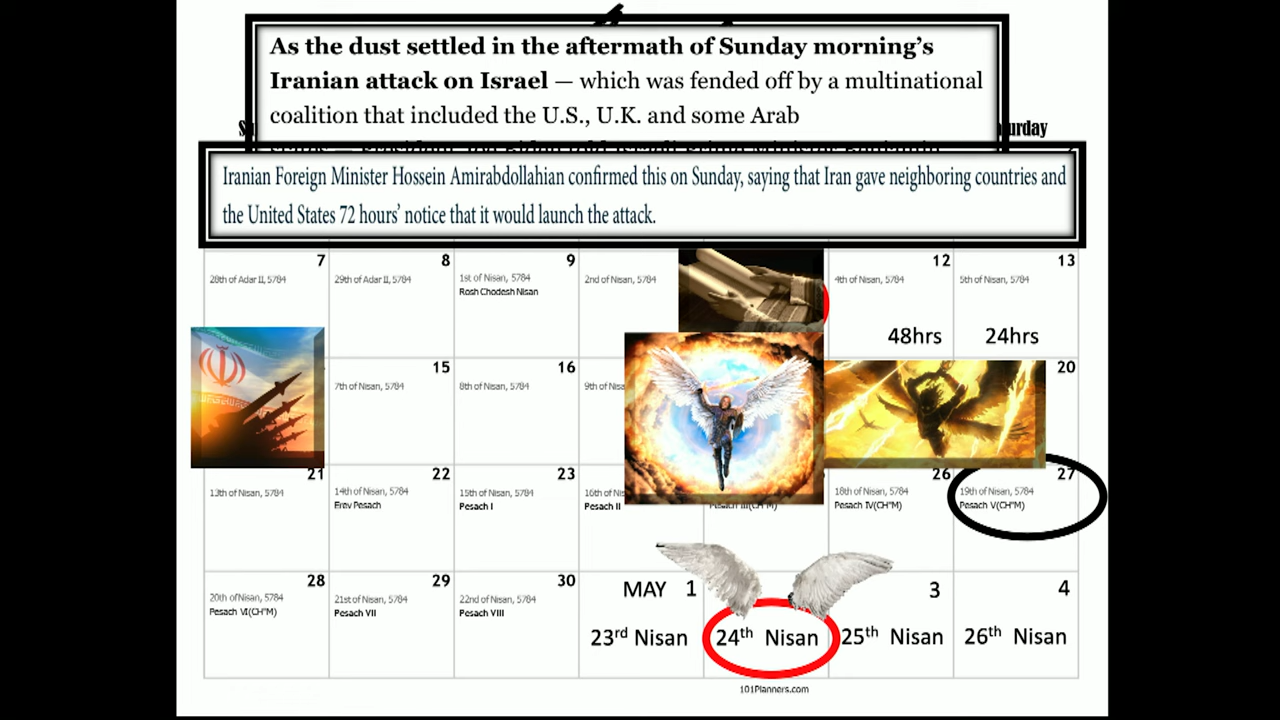 As the dust settled in the aftermath of Sunday morning's
Iranian attack on Israel — which was fended off by a multinational
coalition that included the U.S., U.K. and some Arab
Iranian Foreign Minister Hossein Amirabdollahian confirmed this on Sunday, saying that Iran gave neighboring countries and
the United States 72 hours' notice that it would launch the attack.
7 8 9 12 13
28th of Adar II, 5784 29th of Adar II, 5784 1st of Nisan, 5784 2nd of Nisan, 5784 4th of Nisan, 5784 5th of Nisan, 5784
Rosh Chodesh Nisan
48hrs 24hrs
15 16 20
7th of Nisan, 5784 8th of Nisan, 5784 9th of Nisa
21 22 23 26 27
13th of Nisan, 5784 14th of Nisan, 5784 15th of Nisan, 5784 16th of Nis 18th of Nisan, 5784 19th of Nisan, 5784
Erev Pesach Pesach I Pesach II Pesach III(CH"M) Pesach IV(CH"M) Pesach V(CH"M)
28 29 30 MAY 1 3 4
20th of Nisan, 5784 21st of Nisan, 5784 22nd of Nisan, 5784
Pesach VI(CH"M) Pesach VII Pesach VIII
23rd Nisan 24th Nisan 25th Nisan 26th Nisan
101Planners.com